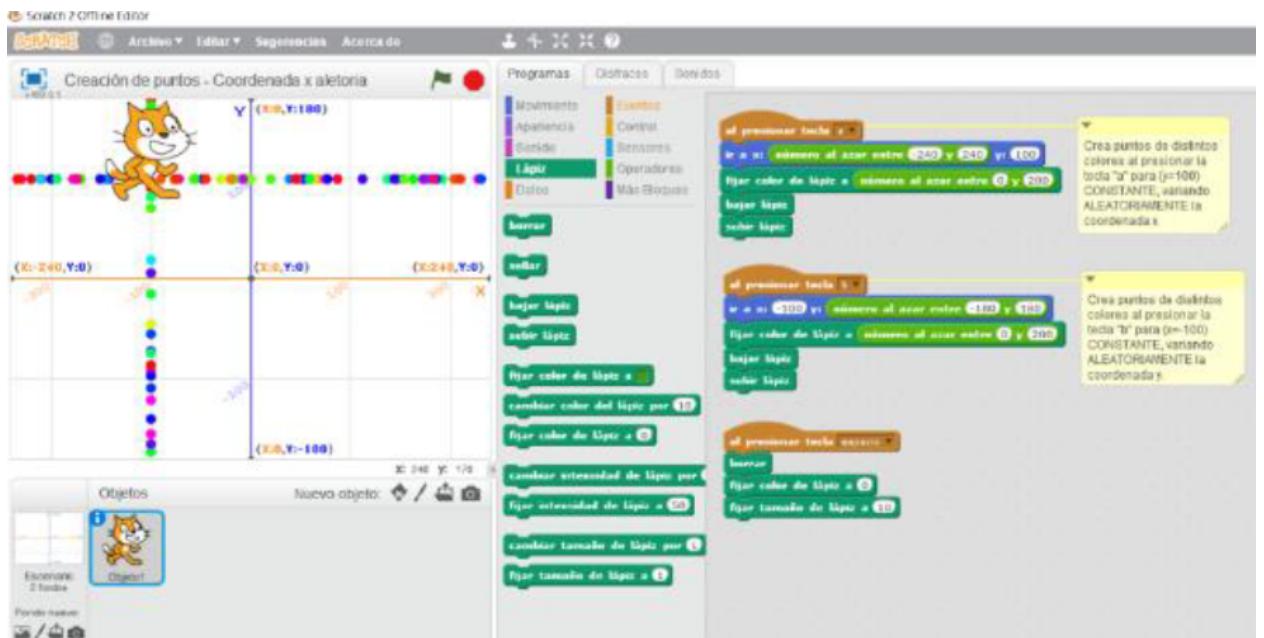 Scratch 2 Offline Editor
SCRATCH Archivo Editar Sugerencias Acerca de
Creación de puntos - Coordenada x aletoria
Y (X:0,Y:180)
(X:-240,Y:0) (X:0,Y:0) (X:240,Y:0)
X
-100
(X:0,Y:-180)
X: 240 Y: 170
Objetos Nuevo objeto:
Escenario
2 fondos
Objeto1
Fondo nuevo:
Programas Disfraces Sonidos
Movimiento Eventos
Apariencia Control
Sonido Sensores
Lápiz Operadores
Datos Más Bloques
borrar
sellar
bajar lápiz
subir lápiz
fijar color de lápiz a
cambiar color del lápiz por 10
fijar color de lápiz a 0
cambiar intensidad de lápiz por
fijar intensidad de lápiz a 50
cambiar tamaño de lápiz por 1
fijar tamaño de lápiz a 1
al presionar tecla a
ir a x: número al azar entre -240 y 240 y: 100
fijar color de lápiz a número al azar entre 0 y 200
bajar lápiz
subir lápiz
Crea puntos de distintos
colores al presionar la
tecla "a" para (y=100)
CONSTANTE, variando
ALEATORIAMENTE la
coordenada x.
al presionar tecla b
ir a x: -100 y: número al azar entre -180 y 180
fijar color de lápiz a número al azar entre 0 y 200
bajar lápiz
subir lápiz
Crea puntos de distintos
colores al presionar la
tecla "b" para (x=-100)
CONSTANTE, variando
ALEATORIAMENTE la
coordenada y.
al presionar tecla espacio
borrar
fijar color de lápiz a 0
fijar tamaño de lápiz a 10